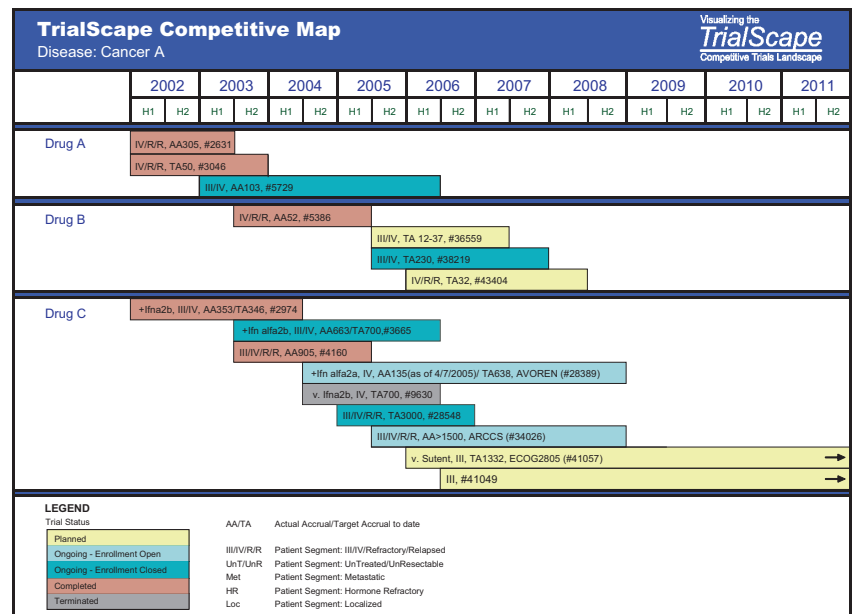 TrialScape Competitive Map
Disease: Cancer A
Visualizing the
TrialScape
Competitive Trials Landscape
2002 2003 2004 2005 2006 2007 2008 2009 2010 2011
H1 H2 H1 H2 H1 H2 H1 H2 H1 H2 H1 H2 H1 H2 H1 H2 H1 H2 H1 H2
Drug A
IV/R/R, AA305, #2631
IV/R/R, TA50, #3046
III/IV, AA103, #5729
Drug B
IV/R/R, AA52, #5386
III/IV, TA 12-37, #36559
III/IV, TA230, #38219
IV/R/R, TA32, #43404
Drug C
+Ifna2b, III/IV, AA353/TA346, #2974
+Ifn alfa2b, III/IV, AA663/TA700,#3665
III/IV/R/R, AA905, #4160
+Ifn alfa2a, IV, AA135(as of 4/7/2005)/ TA638, AVOREN (#28389)
v. Ifna2b, IV, TA700, #9630
III/IV/R/R, TA3000, #28548
III/IV/R/R, AA>1500, ARCCS (#34026)
v. Sutent, III, TA1332, ECOG2805 (#41057)
III, #41049
LEGEND
Trial Status
Planned
Ongoing - Enrollment Open
Ongoing - Enrollment Closed
Completed
Terminated
AA/TA Actual Accrual/Target Accrual to date
III/IV/R/R Patient Segment: III/IV/Refractory/Relapsed
UnT/UnR Patient Segment: UnTreated/UnResectable
Met Patient Segment: Metastatic
HR Patient Segment: Hormone Refractory
Loc Patient Segment: Localized